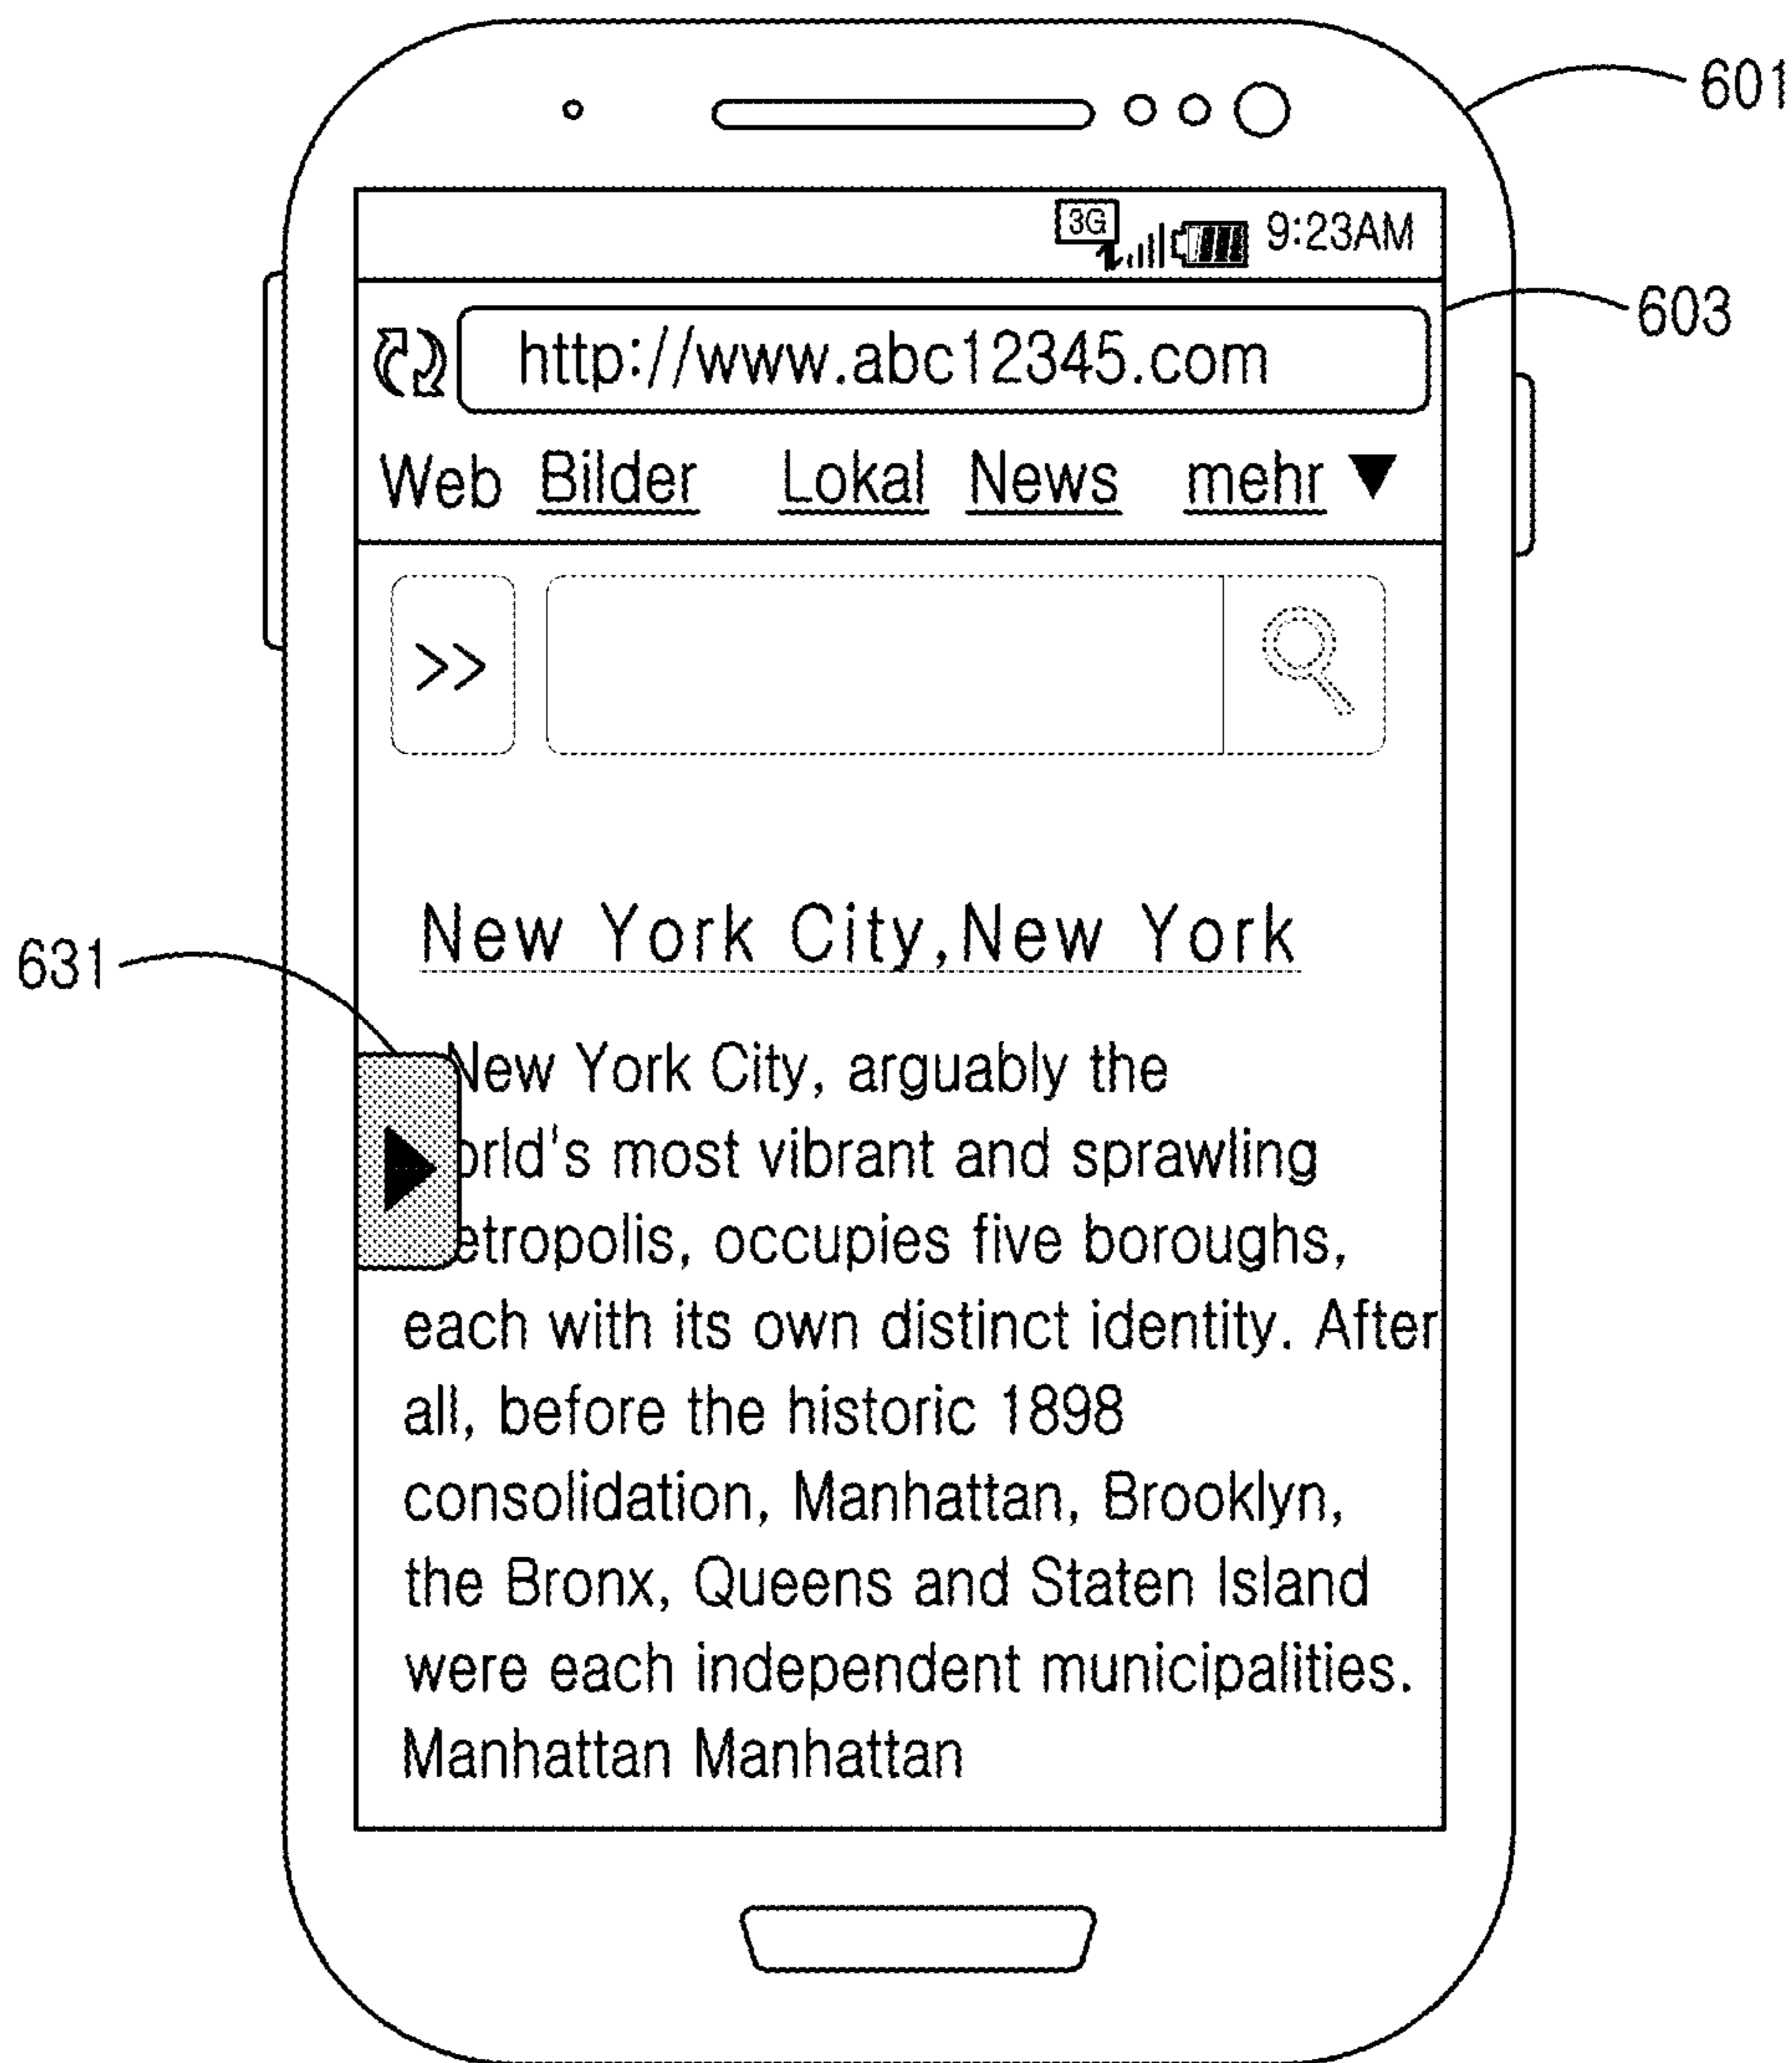 601
3G 9:23AM
603
http://www.abc12345.com
Web Bilder Lokal News mehr ▼
>>
New York City,New York
631
New York City, arguably the
orld's most vibrant and sprawling
etropolis, occupies five boroughs,
each with its own distinct identity. After
all, before the historic 1898
consolidation, Manhattan, Brooklyn,
the Bronx, Queens and Staten Island
were each independent municipalities.
Manhattan Manhattan